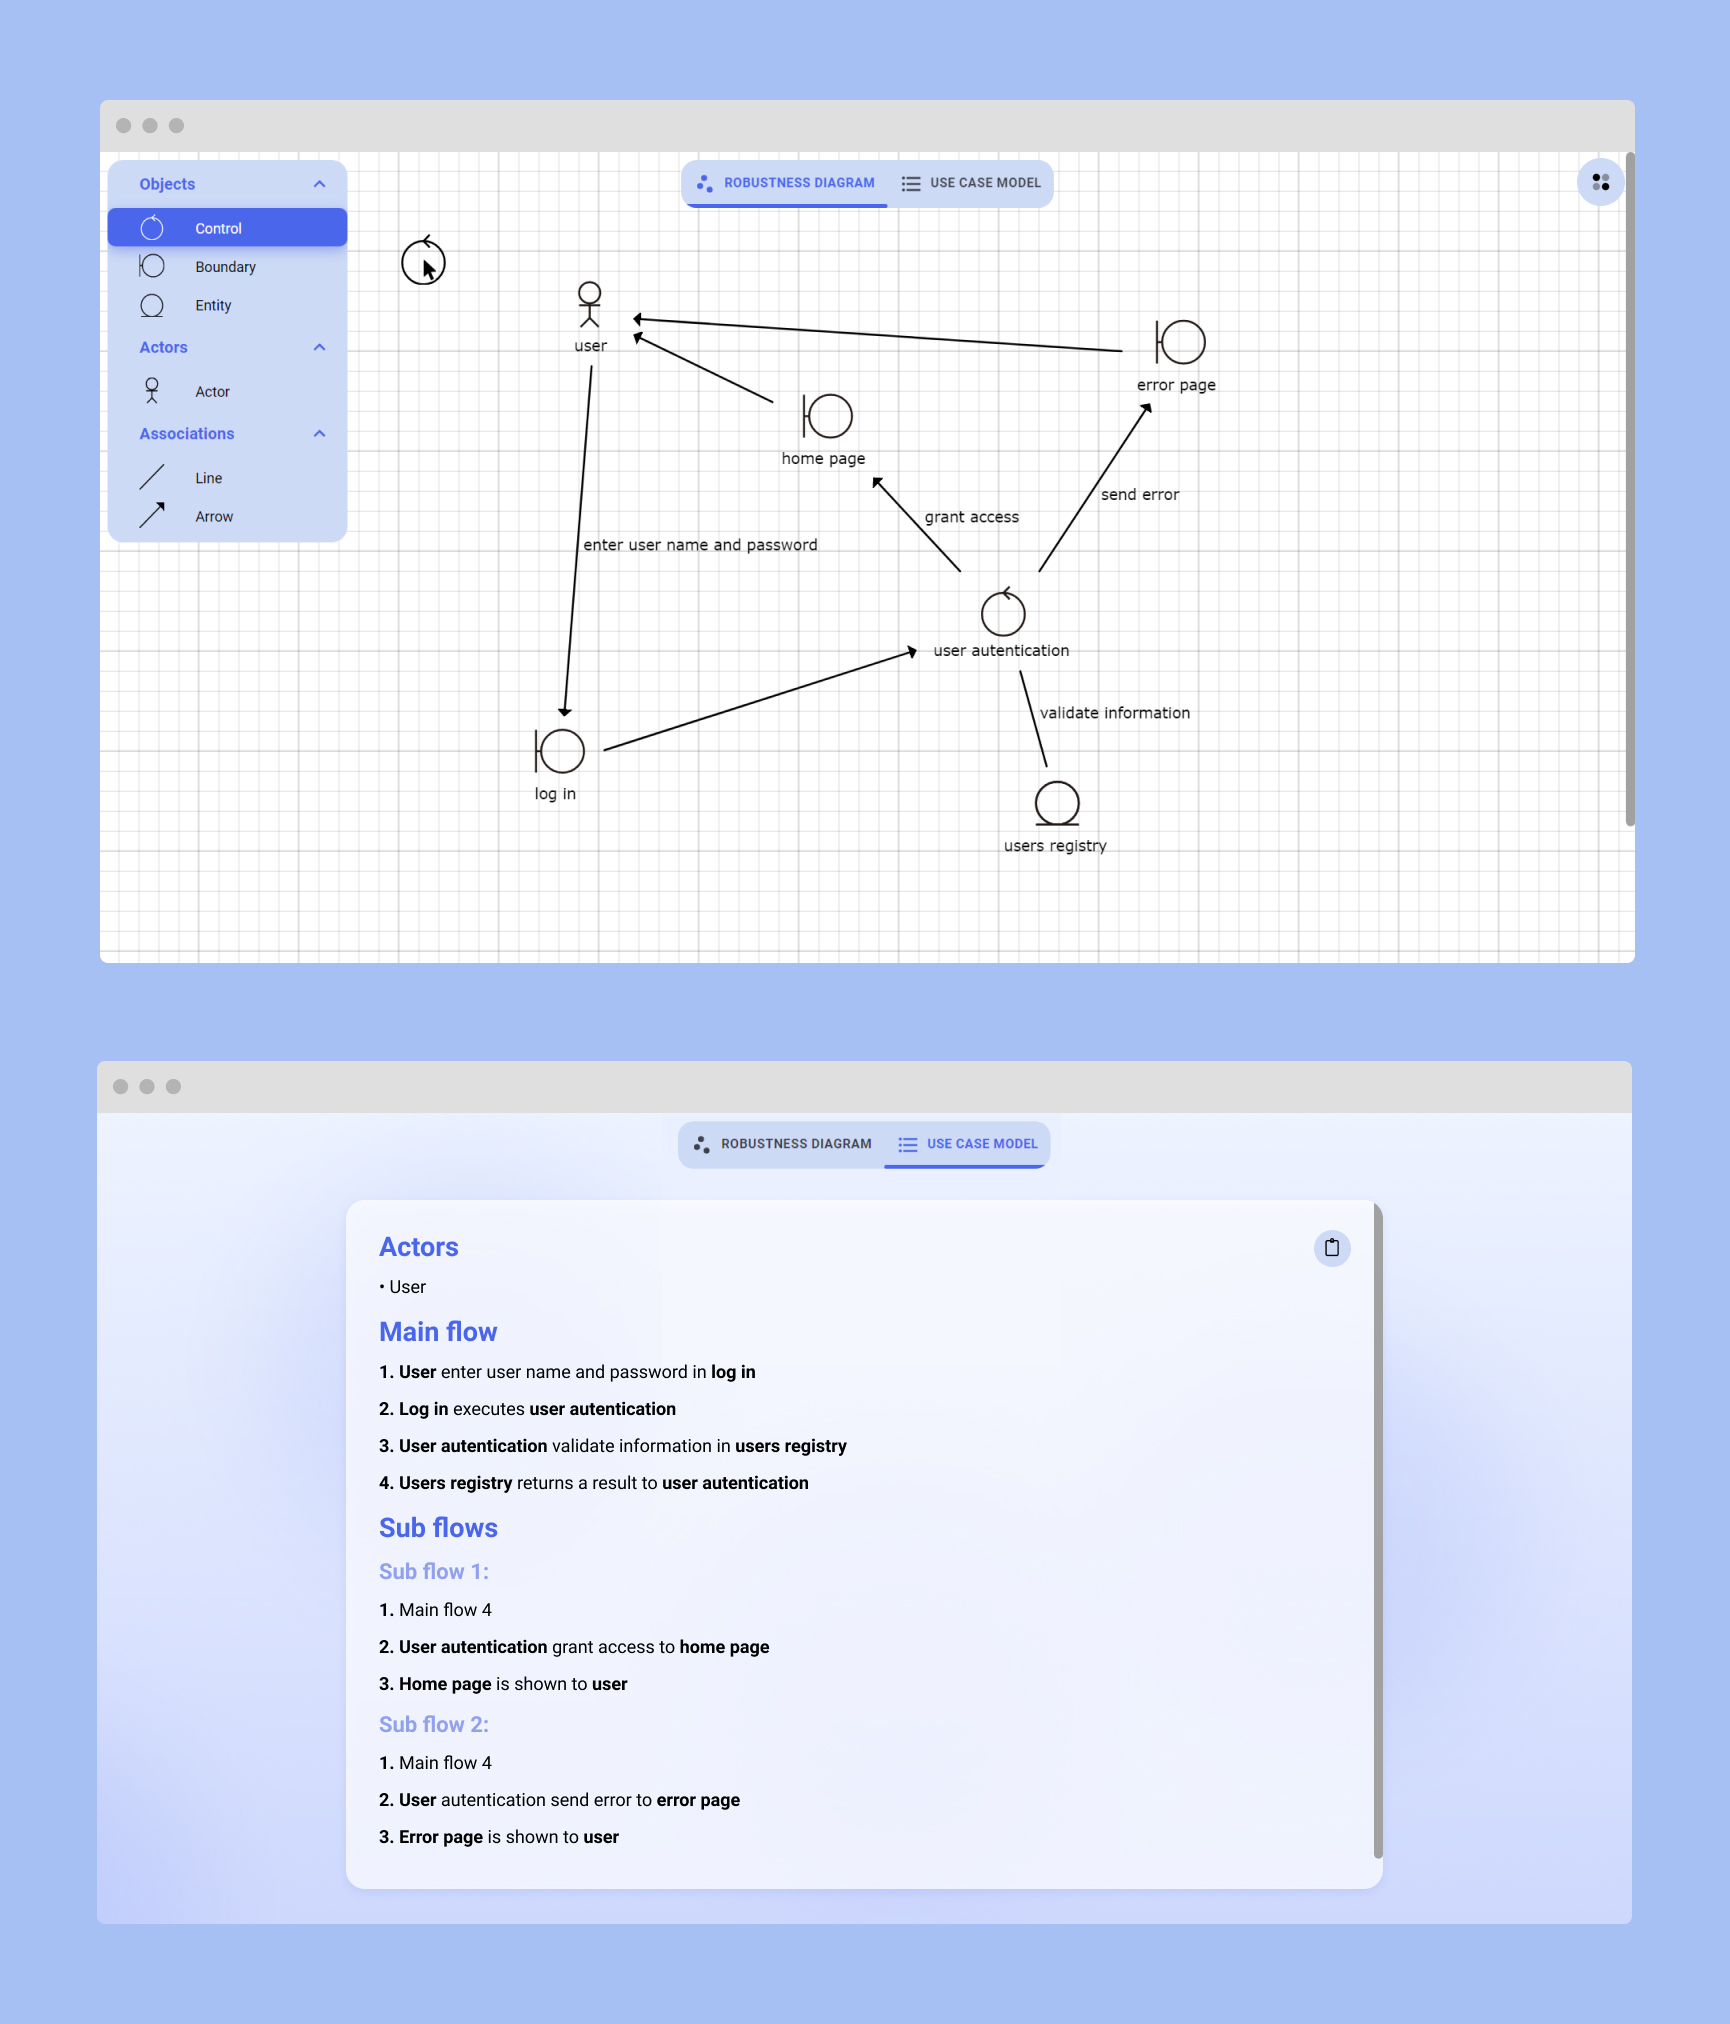 Objects
Control
Boundary
Entity
Actors
Actor
Associations
Line
Arrow
ROBUSTNESS DIAGRAM
USE CASE MODEL
user
error page
home page
send error
grant access
enter user name and password
user autentication
validate information
log in
users registry
ROBUSTNESS DIAGRAM
USE CASE MODEL
Actors
• User
Main flow
1. User enter user name and password in log in
2. Log in executes user autentication
3. User autentication validate information in users registry
4. Users registry returns a result to user autentication
Sub flows
Sub flow 1:
1. Main flow 4
2. User autentication grant access to home page
3. Home page is shown to user
Sub flow 2:
1. Main flow 4
2. User autentication send error to error page
3. Error page is shown to user